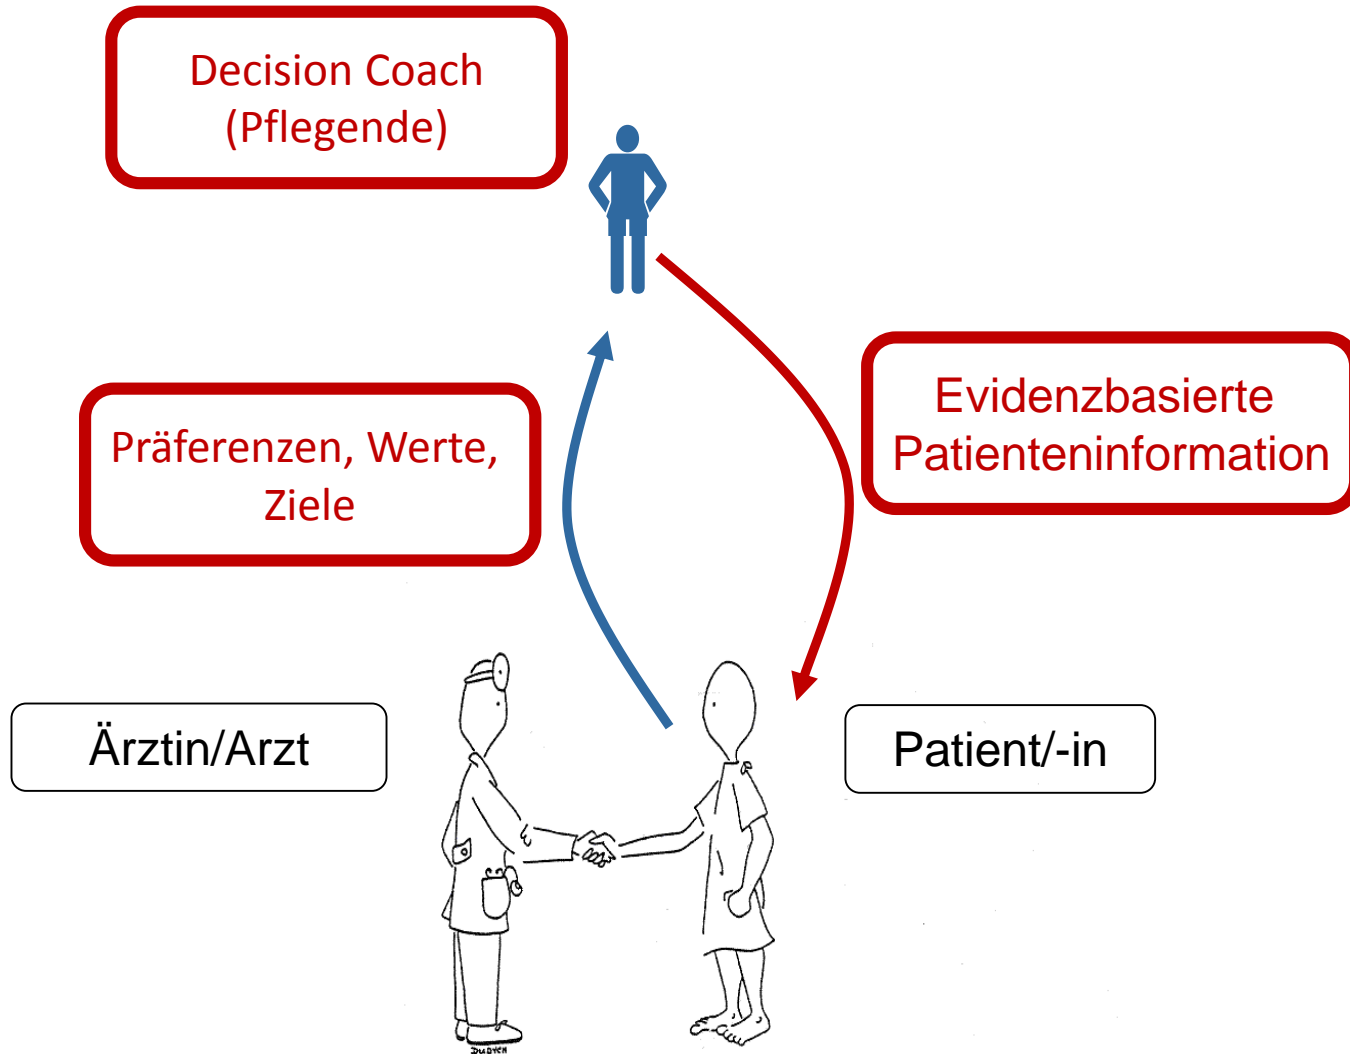 Decision Coach
(Pflegende)
Evidenzbasierte
Patienteninformation
Präferenzen, Werte,
Ziele
Ärztin/Arzt
Patient/-in